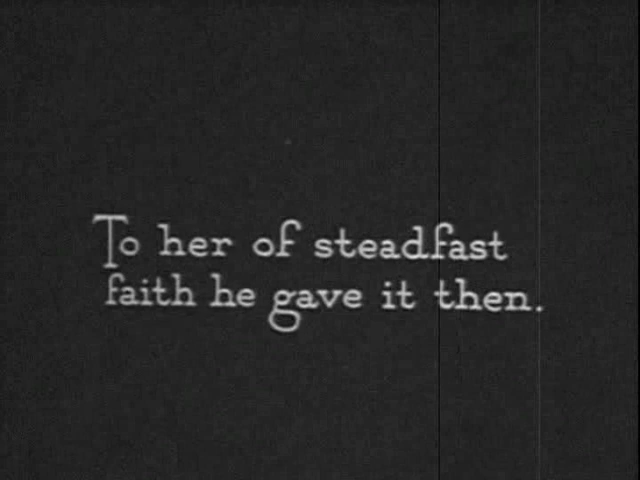 To her of steadfast
faith he gave it then.